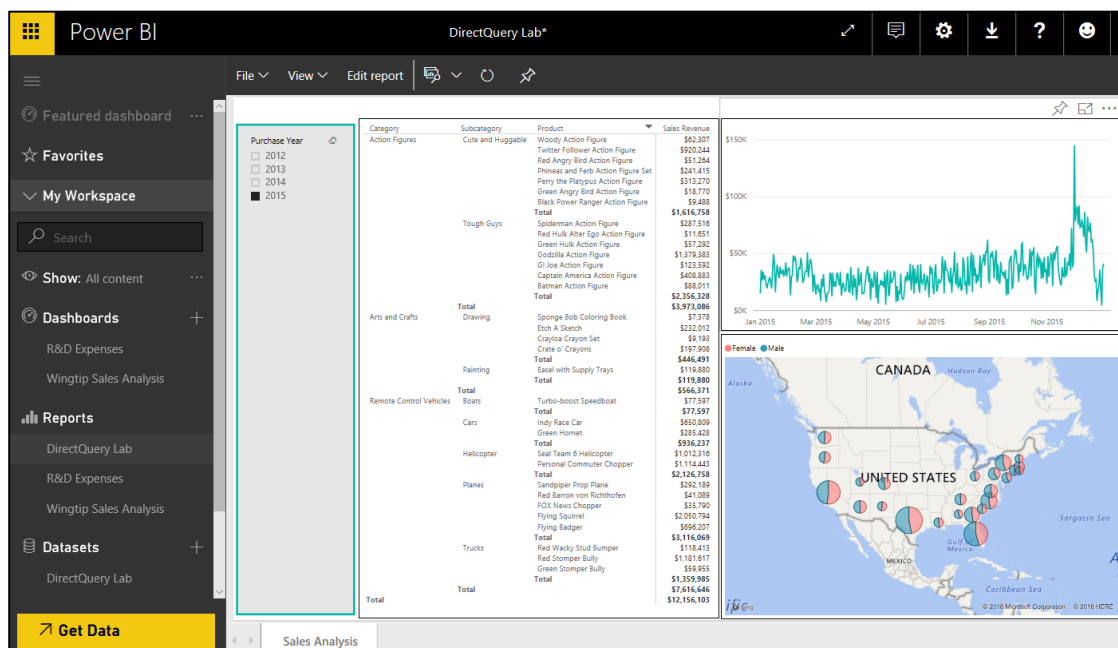 Power BI
DirectQuery Lab*
Featured dashboard ...
Favorites
My Workspace
Search
Show: All content ...
Dashboards +
R&D Expenses
Wingtip Sales Analysis
Reports
DirectQuery Lab
R&D Expenses
Wingtip Sales Analysis
Datasets +
DirectQuery Lab
Get Data
File View Edit report
Purchase Year
2012
2013
2014
2015
Category Subcategory Product Sales Revenue
Action Figures Cute and Huggable Woody Action Figure $62,307
Twitter Follower Action Figure $920,244
Red Angry Bird Action Figure $51,264
Phineas and Ferb Action Figure Set $241,415
Perry the Platypus Action Figure $313,270
Green Angry Bird Action Figure $18,770
Black Power Ranger Action Figure $9,488
Total $1,616,758
Tough Guys Spiderman Action Figure $287,516
Red Hulk Alter Ego Action Figure $11,651
Green Hulk Action Figure $57,292
Godzilla Action Figure $1,379,383
GI Joe Action Figure $123,592
Captain America Action Figure $408,883
Batman Action Figure $88,011
Total $2,356,328
Total $3,973,086
Arts and Crafts Drawing Sponge Bob Coloring Book $7,378
Etch A Sketch $232,012
Crayloa Crayon Set $9,193
Crate o' Crayons $197,908
Total $446,491
Painting Easel with Supply Trays $119,880
Total $119,880
Total $566,371
Remote Control Vehicles Boats Turbo-boost Speedboat $77,597
Total $77,597
Cars Indy Race Car $650,809
Green Hornet $285,428
Total $936,237
Helicopter Seal Team 6 Helicopter $1,012,316
Personal Commuter Chopper $1,114,443
Total $2,126,758
Planes Sandpiper Prop Plane $292,189
Red Barron von Richthofen $41,089
FOX News Chopper $35,790
Flying Squirrel $2,050,794
Flying Badger $696,207
Total $3,116,069
Trucks Red Wacky Stud Bumper $118,413
Red Stomper Bully $1,181,617
Green Stomper Bully $59,955
Total $1,359,985
Total $7,616,646
Total $12,156,103
$150K
$100K
$50K
$0K
Jan 2015 Mar 2015 May 2015 Jul 2015 Sep 2015 Nov 2015
Female Male
CANADA
Hudson Bay
Alaska
UNITED STATES
Sargasso Sea
Gulf
Mexico
MEXICO
Caribbean Sea
ific
© 2016 Microsoft Corporation © 2016 HERE
Sales Analysis